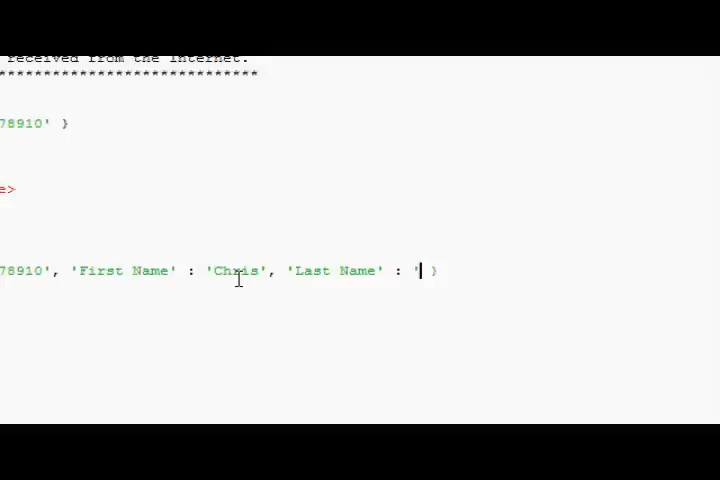 received from the Internet.
*****************************
78910' }
e>
78910', 'First Name' : 'Chris', 'Last Name' : ' }